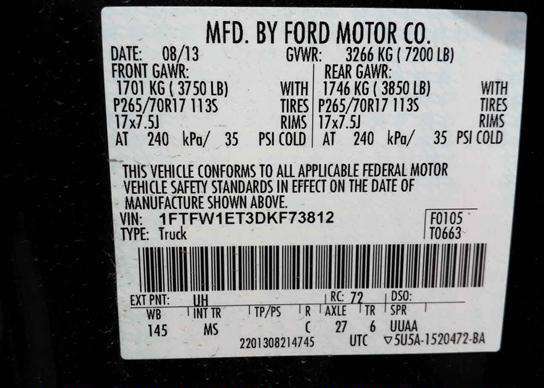 MFD. BY FORD MOTOR CO.
DATE: 08/13 GVWR: 3266 KG ( 7200 LB)
FRONT GAWR: REAR GAWR:
1701 KG ( 3750 LB) WITH 1746 KG ( 3850 LB) WITH
P265/70R17 113S TIRES P265/70R17 113S TIRES
17x7.5J RIMS 17x7.5J RIMS
AT 240 kPa/ 35 PSI COLD AT 240 kPa/ 35 PSI COLD
THIS VEHICLE CONFORMS TO ALL APPLICABLE FEDERAL MOTOR
VEHICLE SAFETY STANDARDS IN EFFECT ON THE DATE OF
MANUFACTURE SHOWN ABOVE.
VIN: 1FTFW1ET3DKF73812 F0105
TYPE: Truck T0663
EXT PNT: UH RC: 72 DSO:
WB INT TR TP/PS R AXLE TR SPR
145 MS C 27 6 UUAA
2201308214745 UTC ▽5U5A-1520472-BA